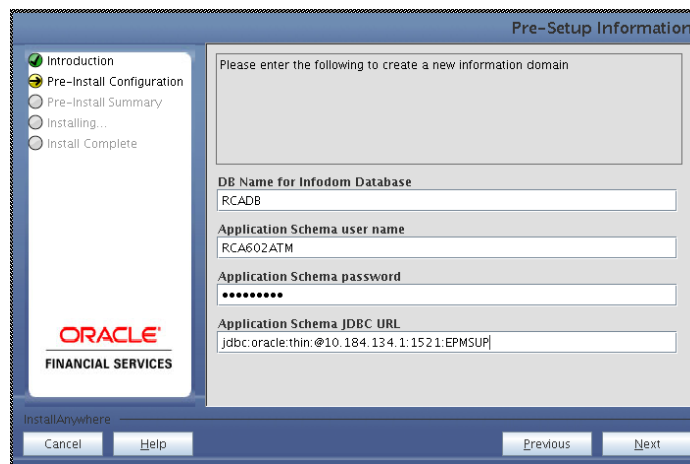 Pre-Setup Information
Introduction
Pre-Install Configuration
Pre-Install Summary
Installing...
Install Complete
ORACLE®
FINANCIAL SERVICES
Please enter the following to create a new information domain
DB Name for Infodom Database
RCADB
Application Schema user name
RCA602ATM
Application Schema password
•••••••••
Application Schema JDBC URL
jdbc:oracle:thin:@10.184.134.1:1521:EPMSUP
InstallAnywhere
Cancel
Help
Previous
Next